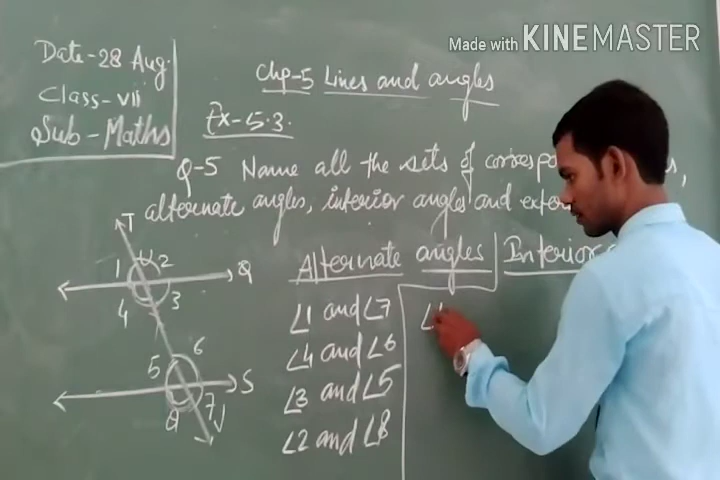 Made with KINEMASTER
Date-28 Aug.
Class-VII
Sub-Maths
Chp-5 Lines and angles
Ex-5.3.
Q-5 Name all the sets of
alternate angles, interior angles and
T
1 2
Q
4 3
6
5
S
8 7
Alternate angles
∠1 and ∠7
∠4 and ∠6
∠3 and ∠5
∠2 and ∠8
Interior
∠